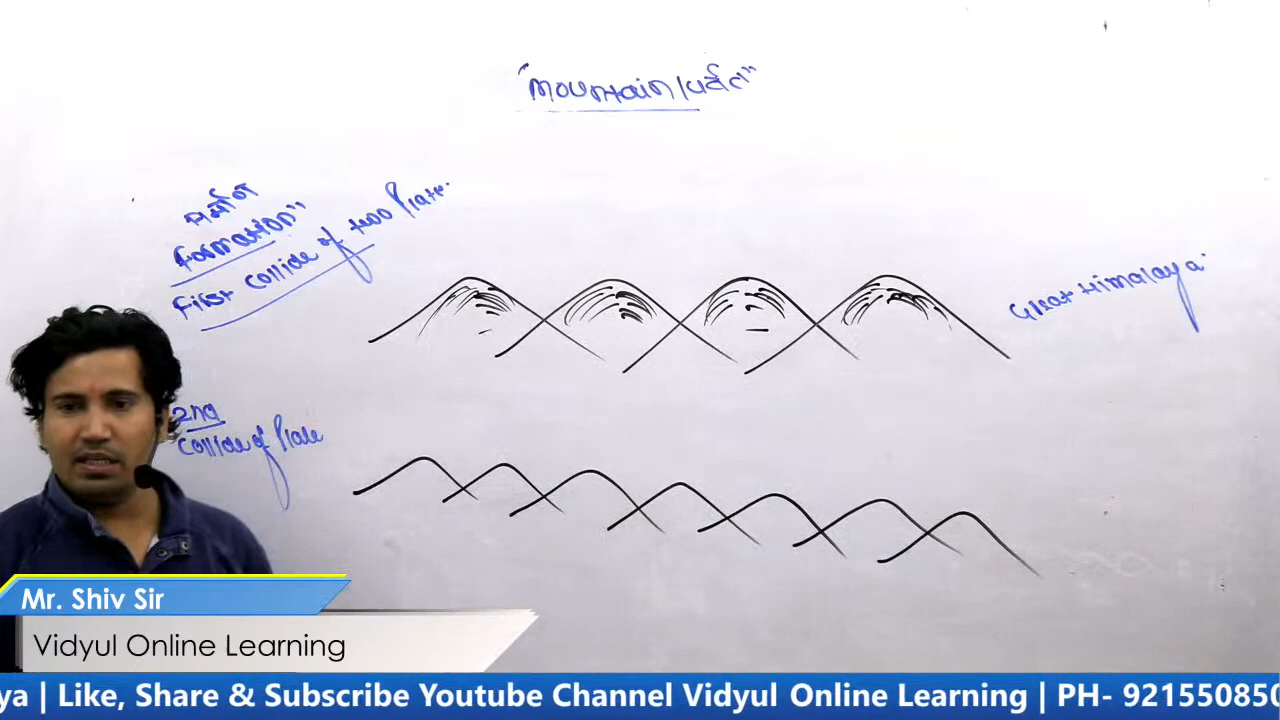 "Mountain/पर्वत"
निर्माण
Formation"
First Collide of two Plate.
Great Himalaya
2nd
Collide of Plate
Mr. Shiv Sir
Vidyul Online Learning
ya | Like, Share & Subscribe Youtube Channel Vidyul Online Learning | PH- 921550850